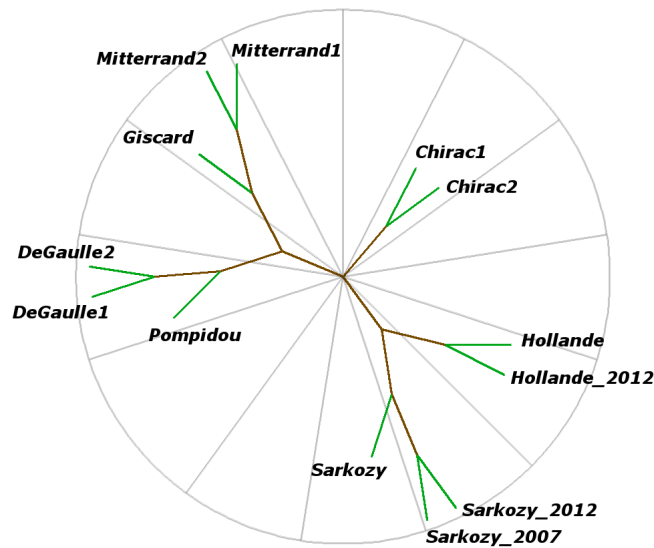 Mitterrand1
Mitterrand2
Giscard
Chirac1
Chirac2
DeGaulle2
DeGaulle1
Pompidou
Hollande
Hollande_2012
Sarkozy
Sarkozy_2012
Sarkozy_2007